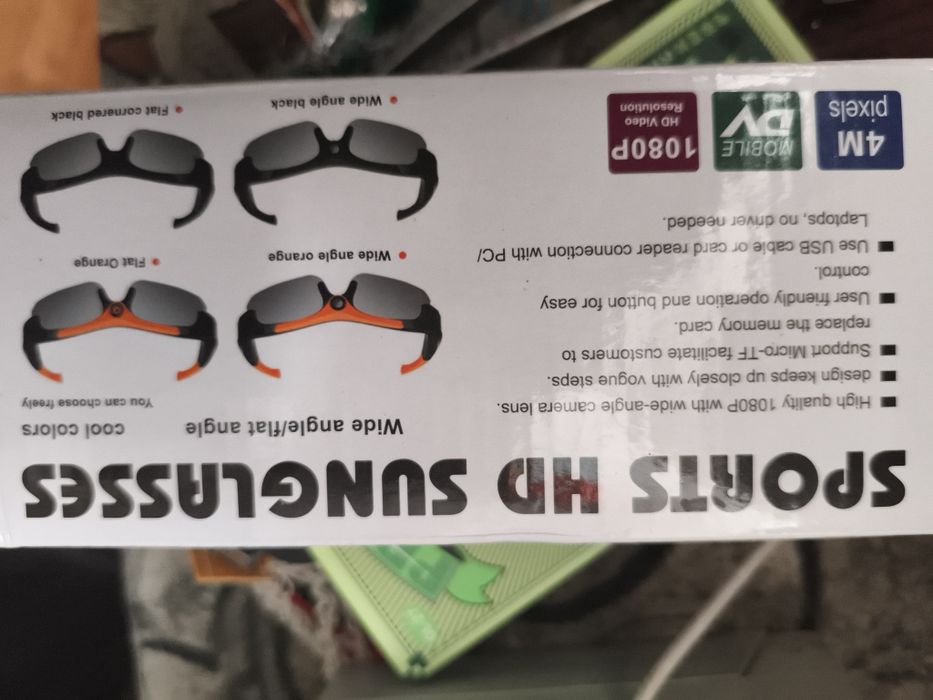 SPORTS HD SUNGLASSES
High quality 1080P with wide-angle camera lens.
design keeps up closely with vogue steps.
Support Micro-TF facilitate customers to
replace the memory card.
User friendly operation and button for easy
control.
Use USB cable or card reader connection with PC/
Laptops, no driver needed.
4M
pixels
MOBILE
DV
1080P
HD Video
Resolution
Wide angle/flat angle
cool colors
You can choose freely
Wide angle orange
Flat Orange
Wide angle black
Flat cornered black